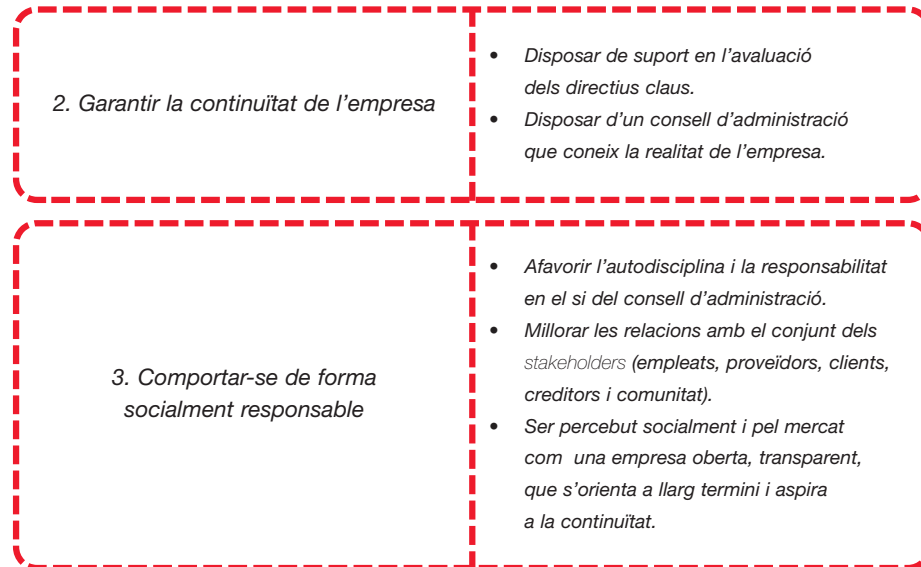 2. Garantir la continuïtat de l’empresa
• Disposar de suport en l’avaluació
dels directius claus.
• Disposar d’un consell d’administració
que coneix la realitat de l’empresa.
3. Comportar-se de forma
socialment responsable
• Afavorir l’autodisciplina i la responsabilitat
en el si del consell d’administració.
• Millorar les relacions amb el conjunt dels
stakeholders (empleats, proveïdors, clients,
creditors i comunitat).
• Ser percebut socialment i pel mercat
com  una empresa oberta, transparent,
que s’orienta a llarg termini i aspira
a la continuïtat.